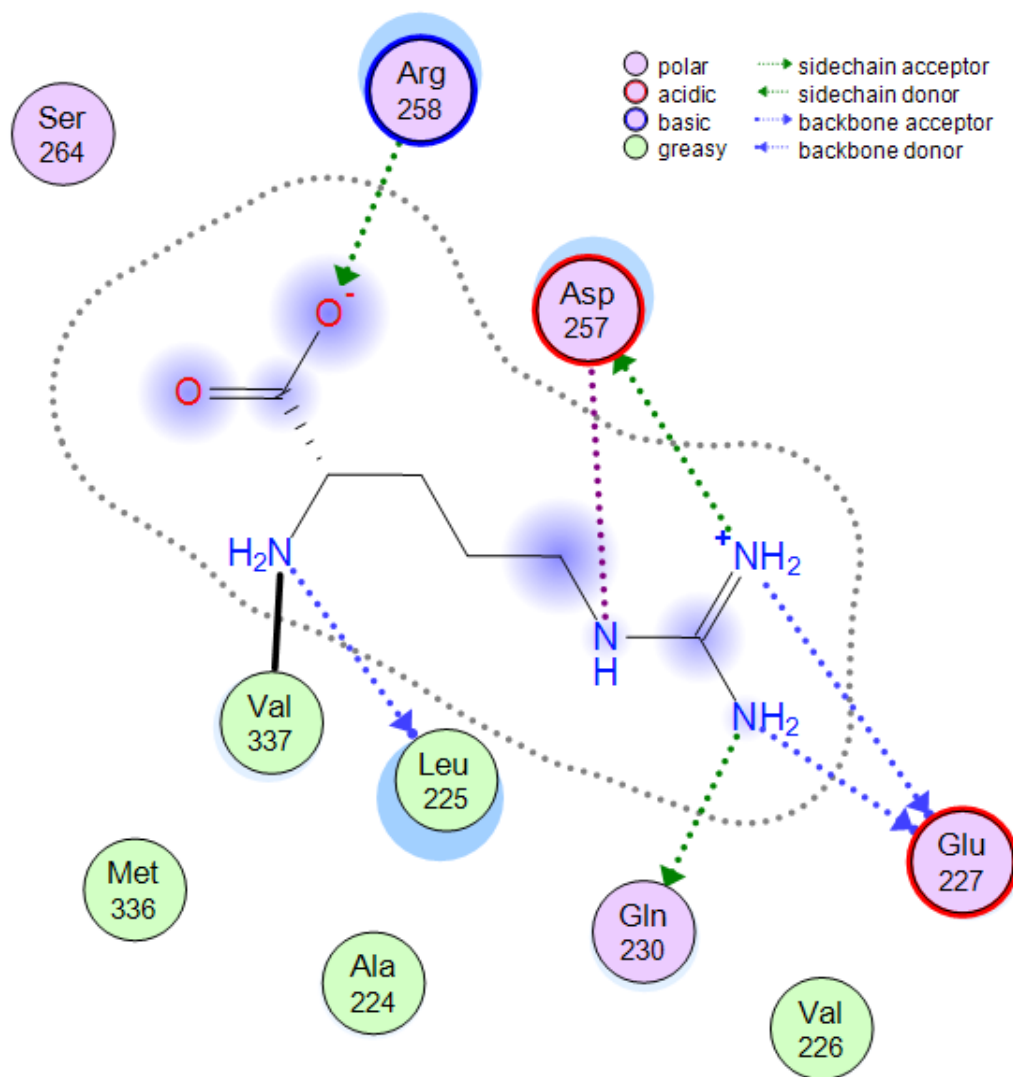 Arg
258
Ser
264
polar
acidic
basic
greasy
sidechain acceptor
sidechain donor
backbone acceptor
backbone donor
Asp
257
O-
O
H2N
+
NH2
N
H
NH2
Val
337
Leu
225
Glu
227
Met
336
Gln
230
Ala
224
Val
226